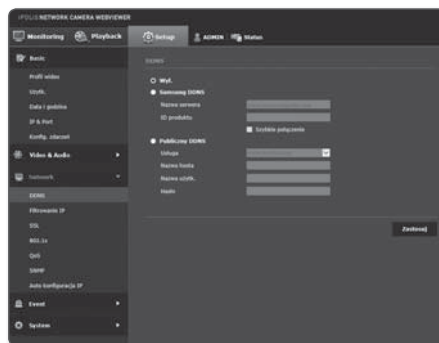 iPOLiS NETWORK CAMERA WEBVIEWER
Monitoring
Playback
Setup
ADMIN
Status
Basic
Profil wideo
Użytk.
Data i godzina
IP & Port
Konfig. zdarzeń
Video & Audio
Network
DDNS
Filtrowanie IP
SSL
802.1x
QoS
SNMP
Auto konfiguracja IP
Event
System
DDNS
Wył.
Samsung DDNS
Nazwa serwera
ID produktu
Szybkie połączenie
Publiczny DDNS
Usługa
Nazwa hosta
Nazwa użytk.
Hasło
Zastosuj